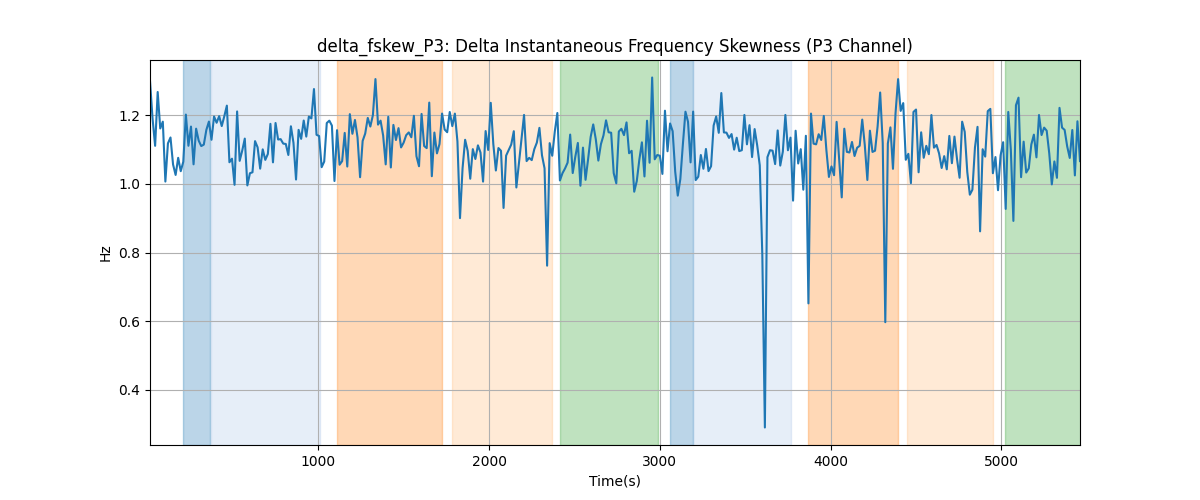 delta_fskew_P3: Delta Instantaneous Frequency Skewness (P3 Channel)
Hz
1.2
1.0
0.8
0.6
0.4
1000 2000 3000 4000 5000
Time(s)